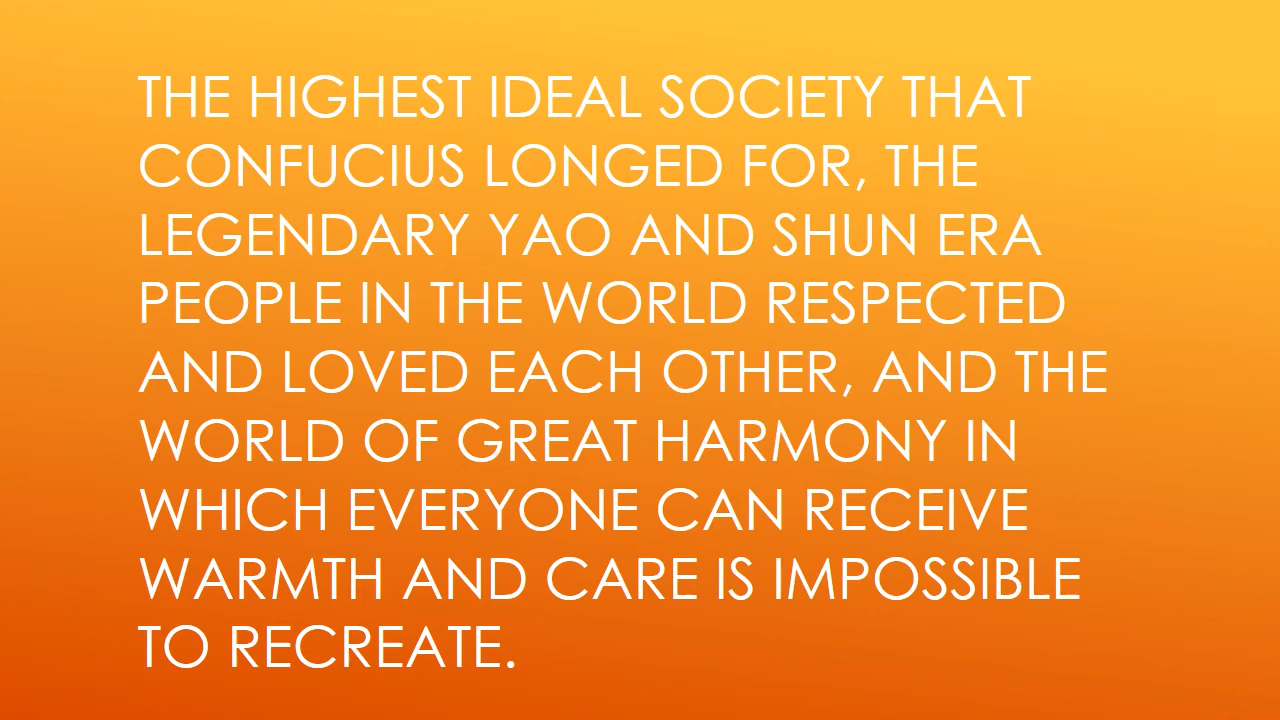 THE HIGHEST IDEAL SOCIETY THAT
CONFUCIUS LONGED FOR, THE
LEGENDARY YAO AND SHUN ERA
PEOPLE IN THE WORLD RESPECTED
AND LOVED EACH OTHER, AND THE
WORLD OF GREAT HARMONY IN
WHICH EVERYONE CAN RECEIVE
WARMTH AND CARE IS IMPOSSIBLE
TO RECREATE.